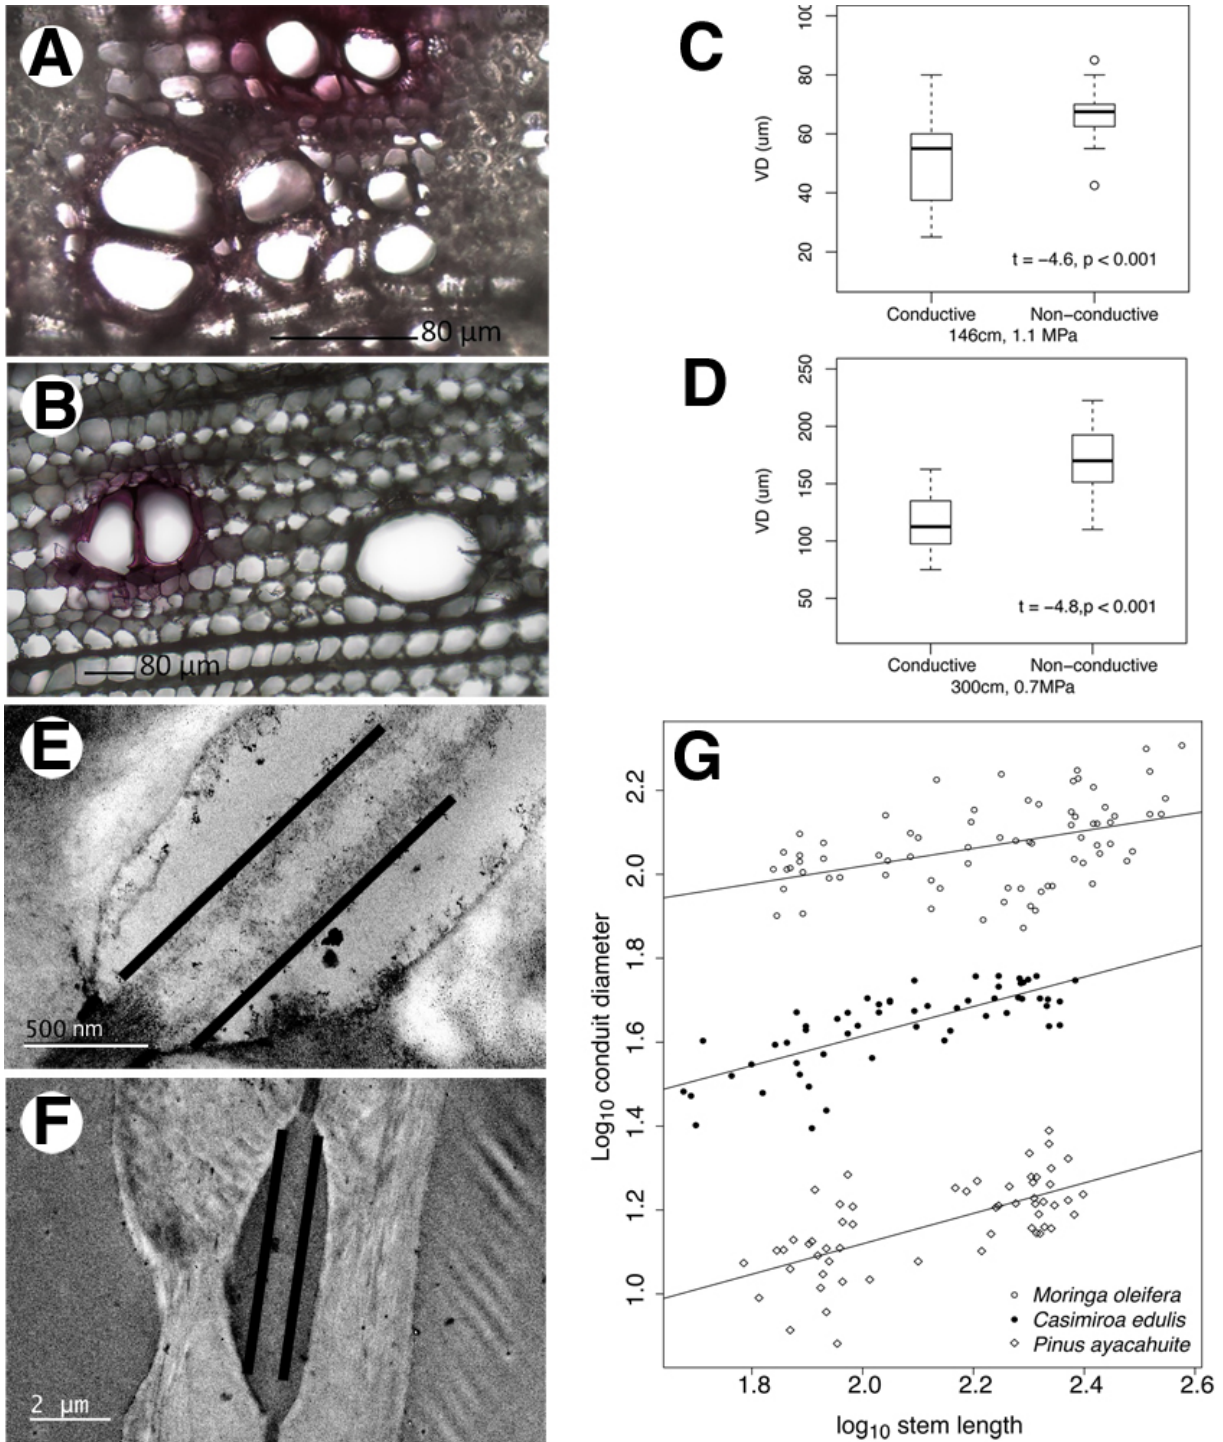 A
80 µm
B
80 µm
C
VD (um)
20
40
60
80
100
t = −4.6, p < 0.001
Conductive
Non−conductive
146cm, 1.1 MPa
D
VD (um)
50
100
150
200
250
t = −4.8,p < 0.001
Conductive
Non−conductive
300cm, 0.7MPa
E
500 nm
F
2 µm
G
Log10 conduit diameter
1.0
1.2
1.4
1.6
1.8
2.0
2.2
Moringa oleifera
Casimiroa edulis
Pinus ayacahuite
1.8
2.0
2.2
2.4
2.6
log10 stem length